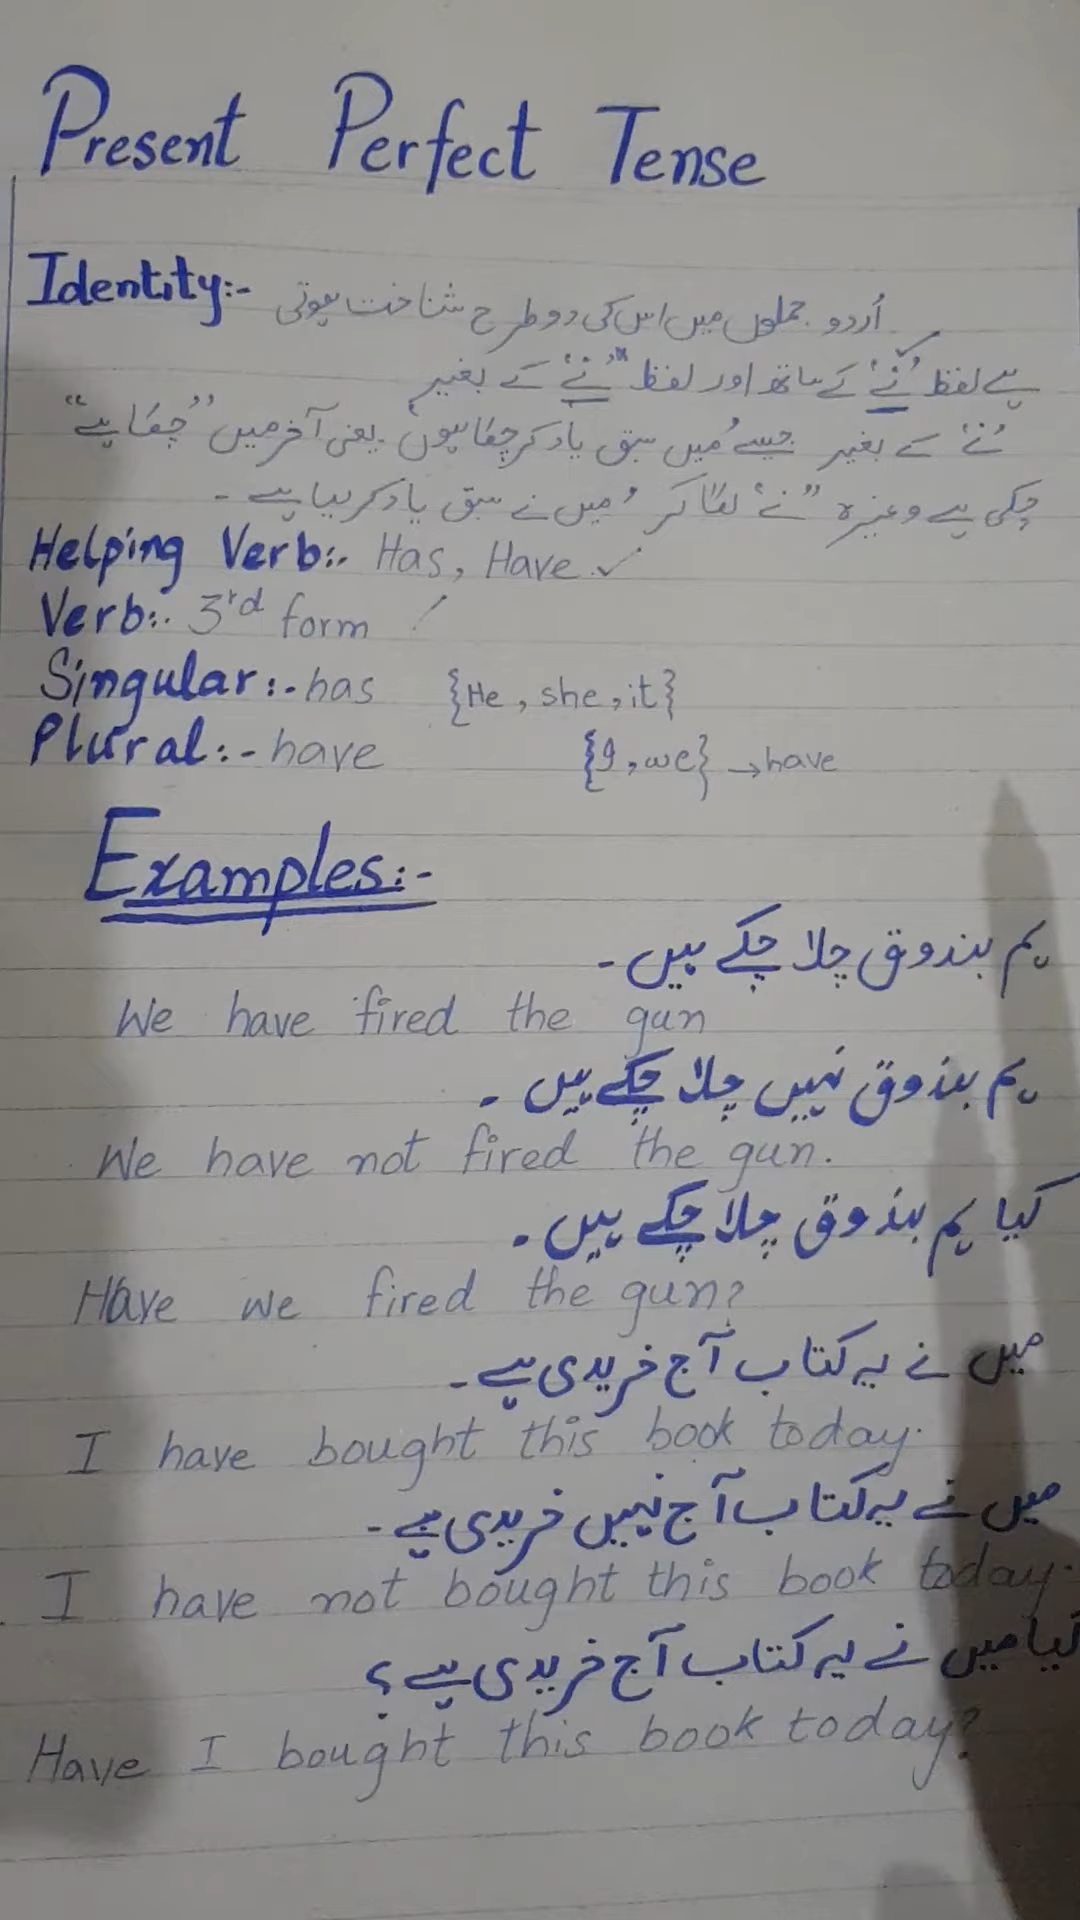 Present Perfect Tense
Identity:- اُردو جملوں میں اس کی دو طرح شناخت ہوتی
ہے لفظ "نے" کے ساتھ اور لفظ "نے" کے بغیر
"نے" کے بغیر جیسے میں سبق یاد کر چکا ہوں یعنی آخر میں "چکا ہے"
چکی ہے وغیرہ "نے" لگا کر "میں نے سبق یاد کر لیا ہے۔
Helping Verb:- Has, Have ✓
Verb:- 3rd form
Singular:- has {He, she, it}
Plural:- have {I, we} → have
Examples:-
ہم بندوق چلا چکے ہیں۔
We have fired the gun
ہم بندوق نہیں چلا چکے ہیں۔
We have not fired the gun.
کیا ہم بندوق چلا چکے ہیں۔
Have we fired the gun?
میں نے یہ کتاب آج خریدی ہے۔
I have bought this book today.
میں نے یہ کتاب آج نہیں خریدی ہے۔
I have not bought this book today.
کیا میں نے یہ کتاب آج خریدی ہے؟
Have I bought this book today?